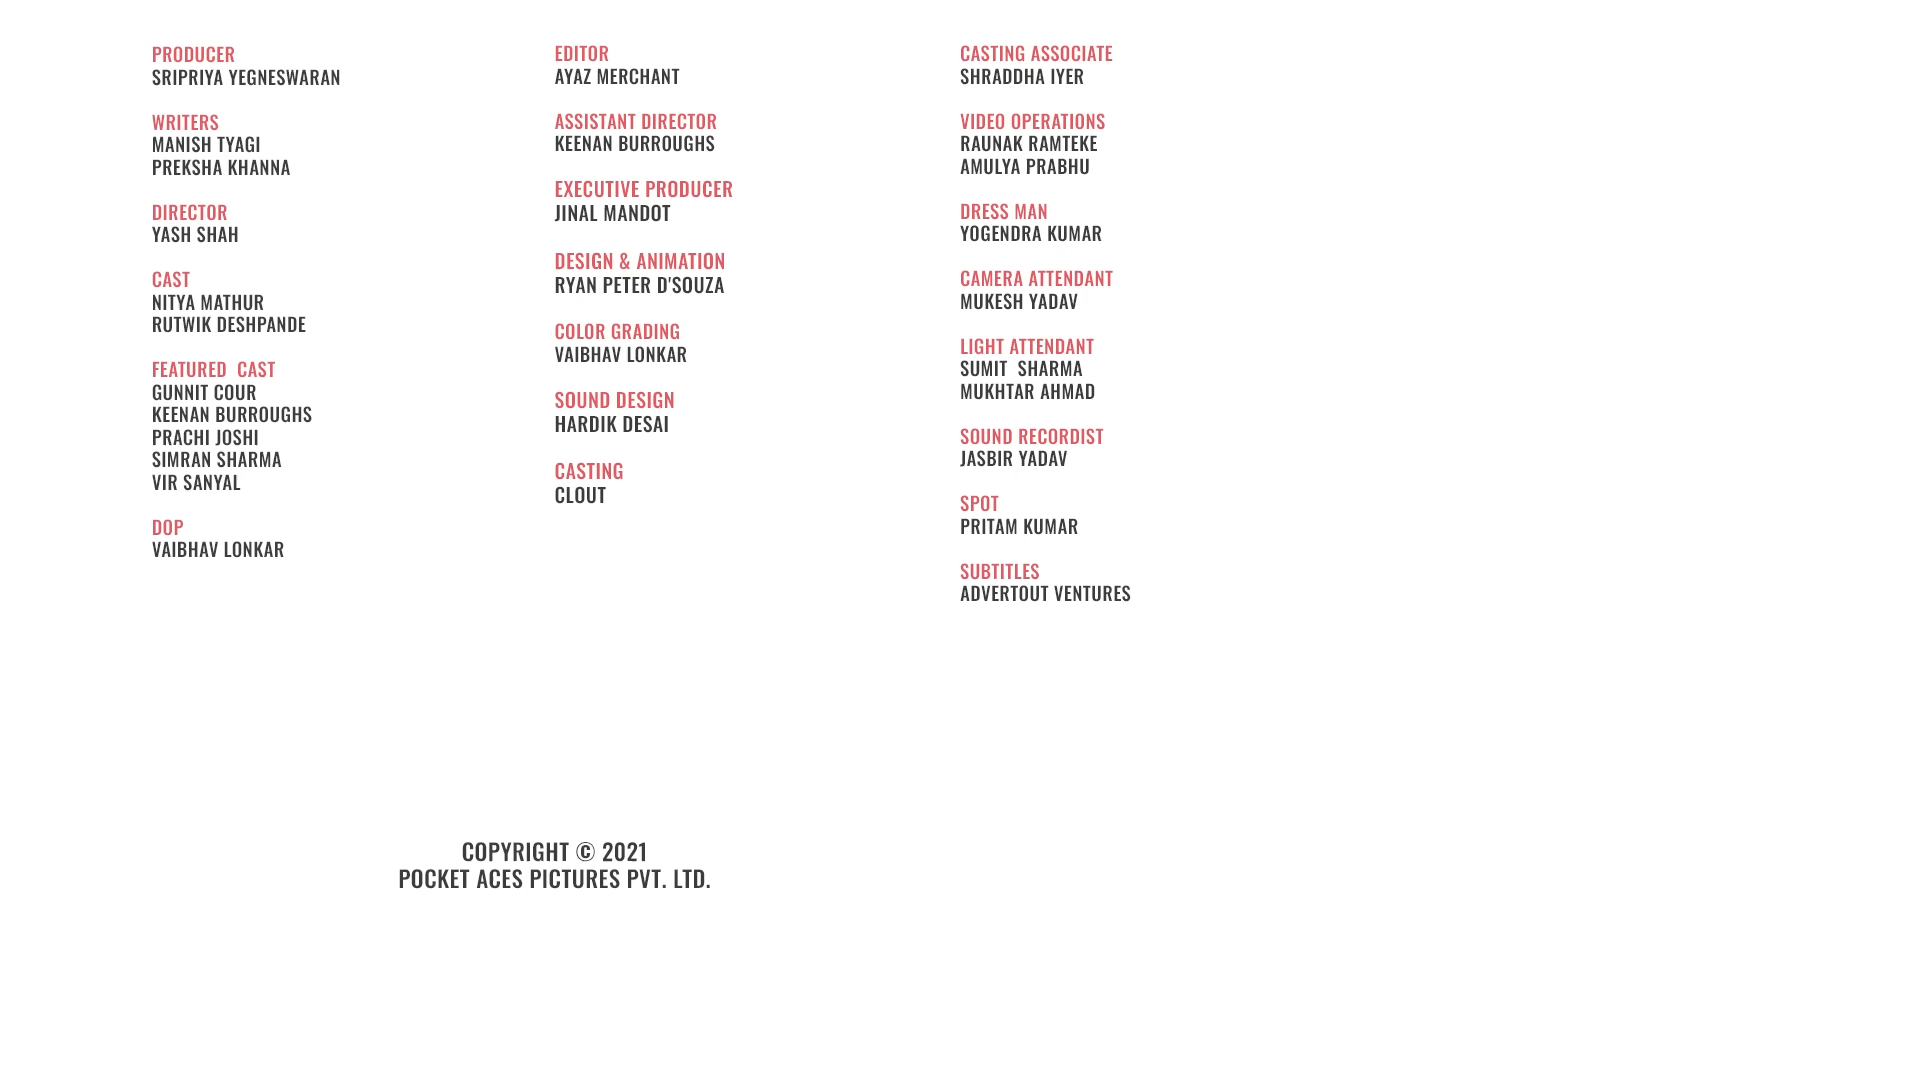 PRODUCER
SRIPRIYA YEGNESWARAN
WRITERS
MANISH TYAGI
PREKSHA KHANNA
DIRECTOR
YASH SHAH
CAST
NITYA MATHUR
RUTWIK DESHPANDE
FEATURED CAST
GUNNIT COUR
KEENAN BURROUGHS
PRACHI JOSHI
SIMRAN SHARMA
VIR SANYAL
DOP
VAIBHAV LONKAR
EDITOR
AYAZ MERCHANT
ASSISTANT DIRECTOR
KEENAN BURROUGHS
EXECUTIVE PRODUCER
JINAL MANDOT
DESIGN & ANIMATION
RYAN PETER D'SOUZA
COLOR GRADING
VAIBHAV LONKAR
SOUND DESIGN
HARDIK DESAI
CASTING
CLOUT
CASTING ASSOCIATE
SHRADDHA IYER
VIDEO OPERATIONS
RAUNAK RAMTEKE
AMULYA PRABHU
DRESS MAN
YOGENDRA KUMAR
CAMERA ATTENDANT
MUKESH YADAV
LIGHT ATTENDANT
SUMIT SHARMA
MUKHTAR AHMAD
SOUND RECORDIST
JASBIR YADAV
SPOT
PRITAM KUMAR
SUBTITLES
ADVERTOUT VENTURES
COPYRIGHT © 2021
POCKET ACES PICTURES PVT. LTD.